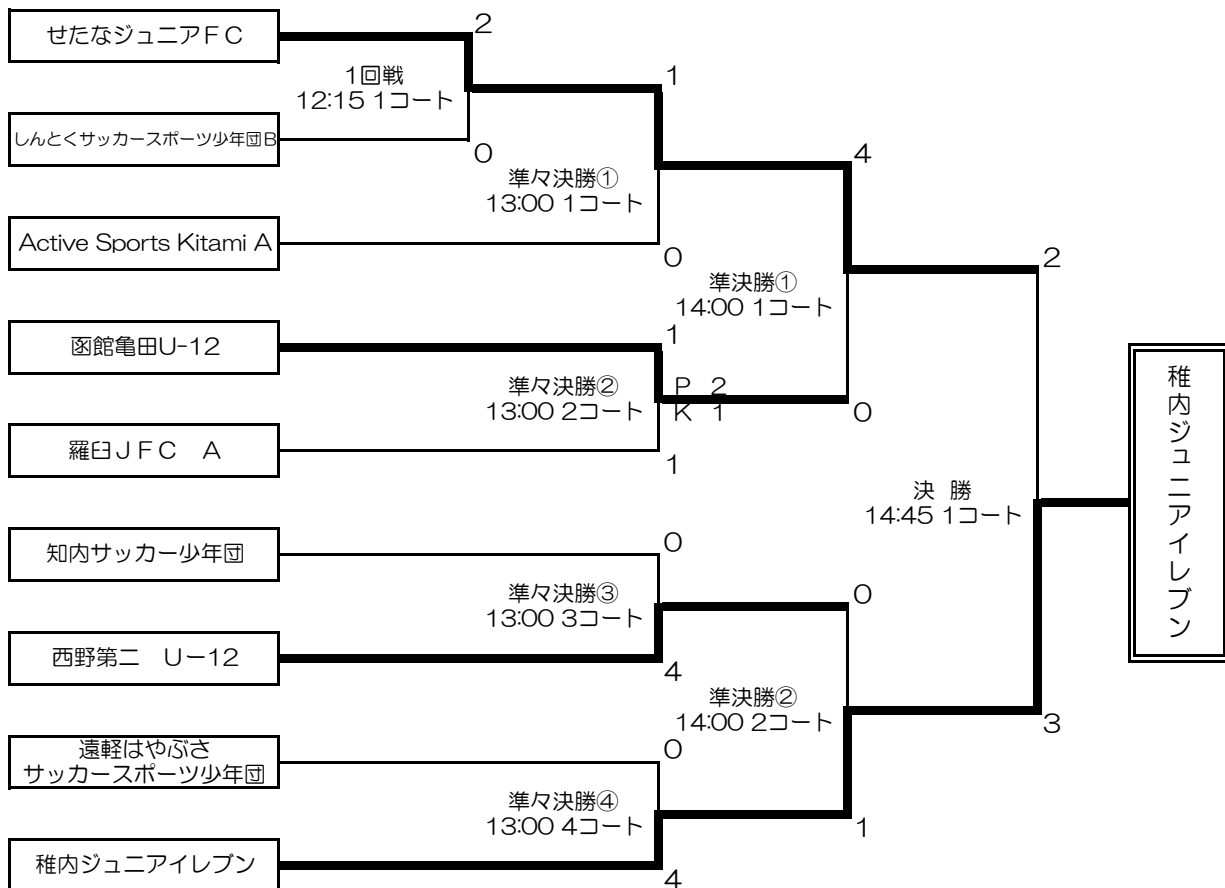 せたなジュニアＦＣ
2
1回戦
12:15 1コート
1
しんとくサッカースポーツ少年団B
0
準々決勝①
13:00 1コート
4
Active Sports Kitami A
0
準決勝①
14:00 1コート
2
函館亀田U-12
1
準々決勝②
13:00 2コート
P 2
K 1
0
羅臼ＪＦＣ　A
1
決 勝
14:45 1コート
稚内ジュニアイレブン
知内サッカー少年団
0
準々決勝③
13:00 3コート
0
西野第二　Ｕー12
4
準決勝②
14:00 2コート
3
遠軽はやぶさ
サッカースポーツ少年団
0
準々決勝④
13:00 4コート
1
稚内ジュニアイレブン
4